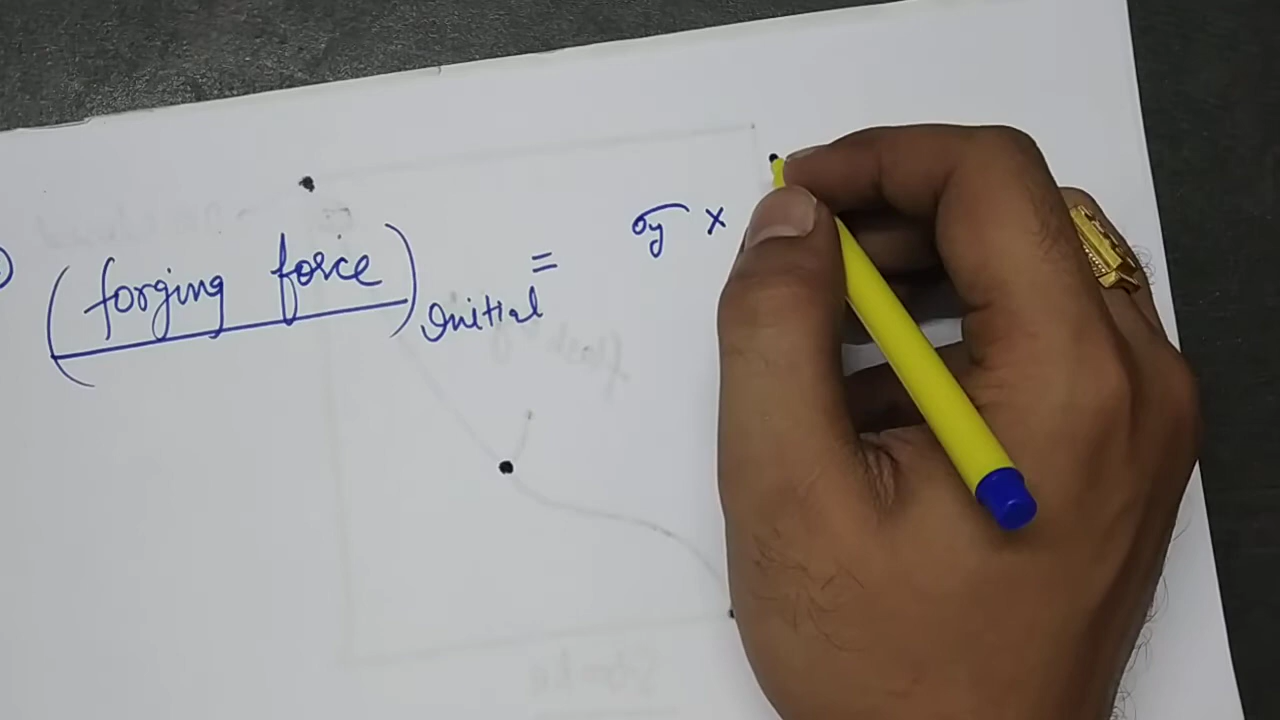 (forging force)Initial = σy ×